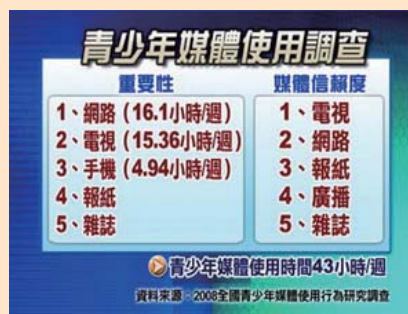 青少年媒體使用調查
重要性
1、網路（16.1小時/週）
2、電視（15.36小時/週）
3、手機（4.94小時/週）
4、報紙
5、雜誌
媒體信賴度
1、電視
2、網路
3、報紙
4、廣播
5、雜誌
青少年媒體使用時間43小時/週
資料來源：2008全國青少年媒體使用行為研究調查